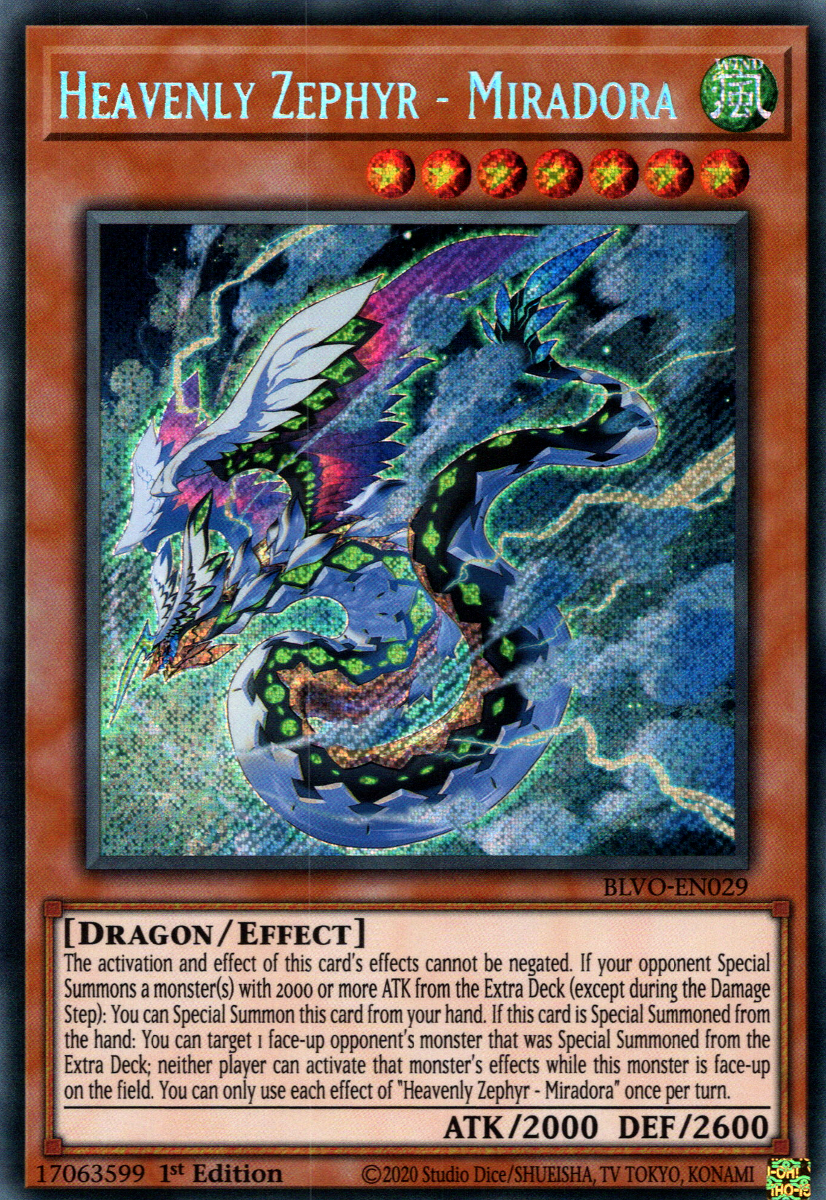 HEAVENLY ZEPHYR - MIRADORA
WIND
風
BLVO-EN029
[DRAGON/EFFECT]
The activation and effect of this card's effects cannot be negated. If your opponent Special
Summons a monster(s) with 2000 or more ATK from the Extra Deck (except during the Damage
Step): You can Special Summon this card from your hand. If this card is Special Summoned from
the hand: You can target 1 face-up opponent's monster that was Special Summoned from the
Extra Deck; neither player can activate that monster's effects while this monster is face-up
on the field. You can only use each effect of "Heavenly Zephyr - Miradora" once per turn.
ATK/2000 DEF/2600
17063599 1st Edition ©2020 Studio Dice/SHUEISHA, TV TOKYO, KONAMI